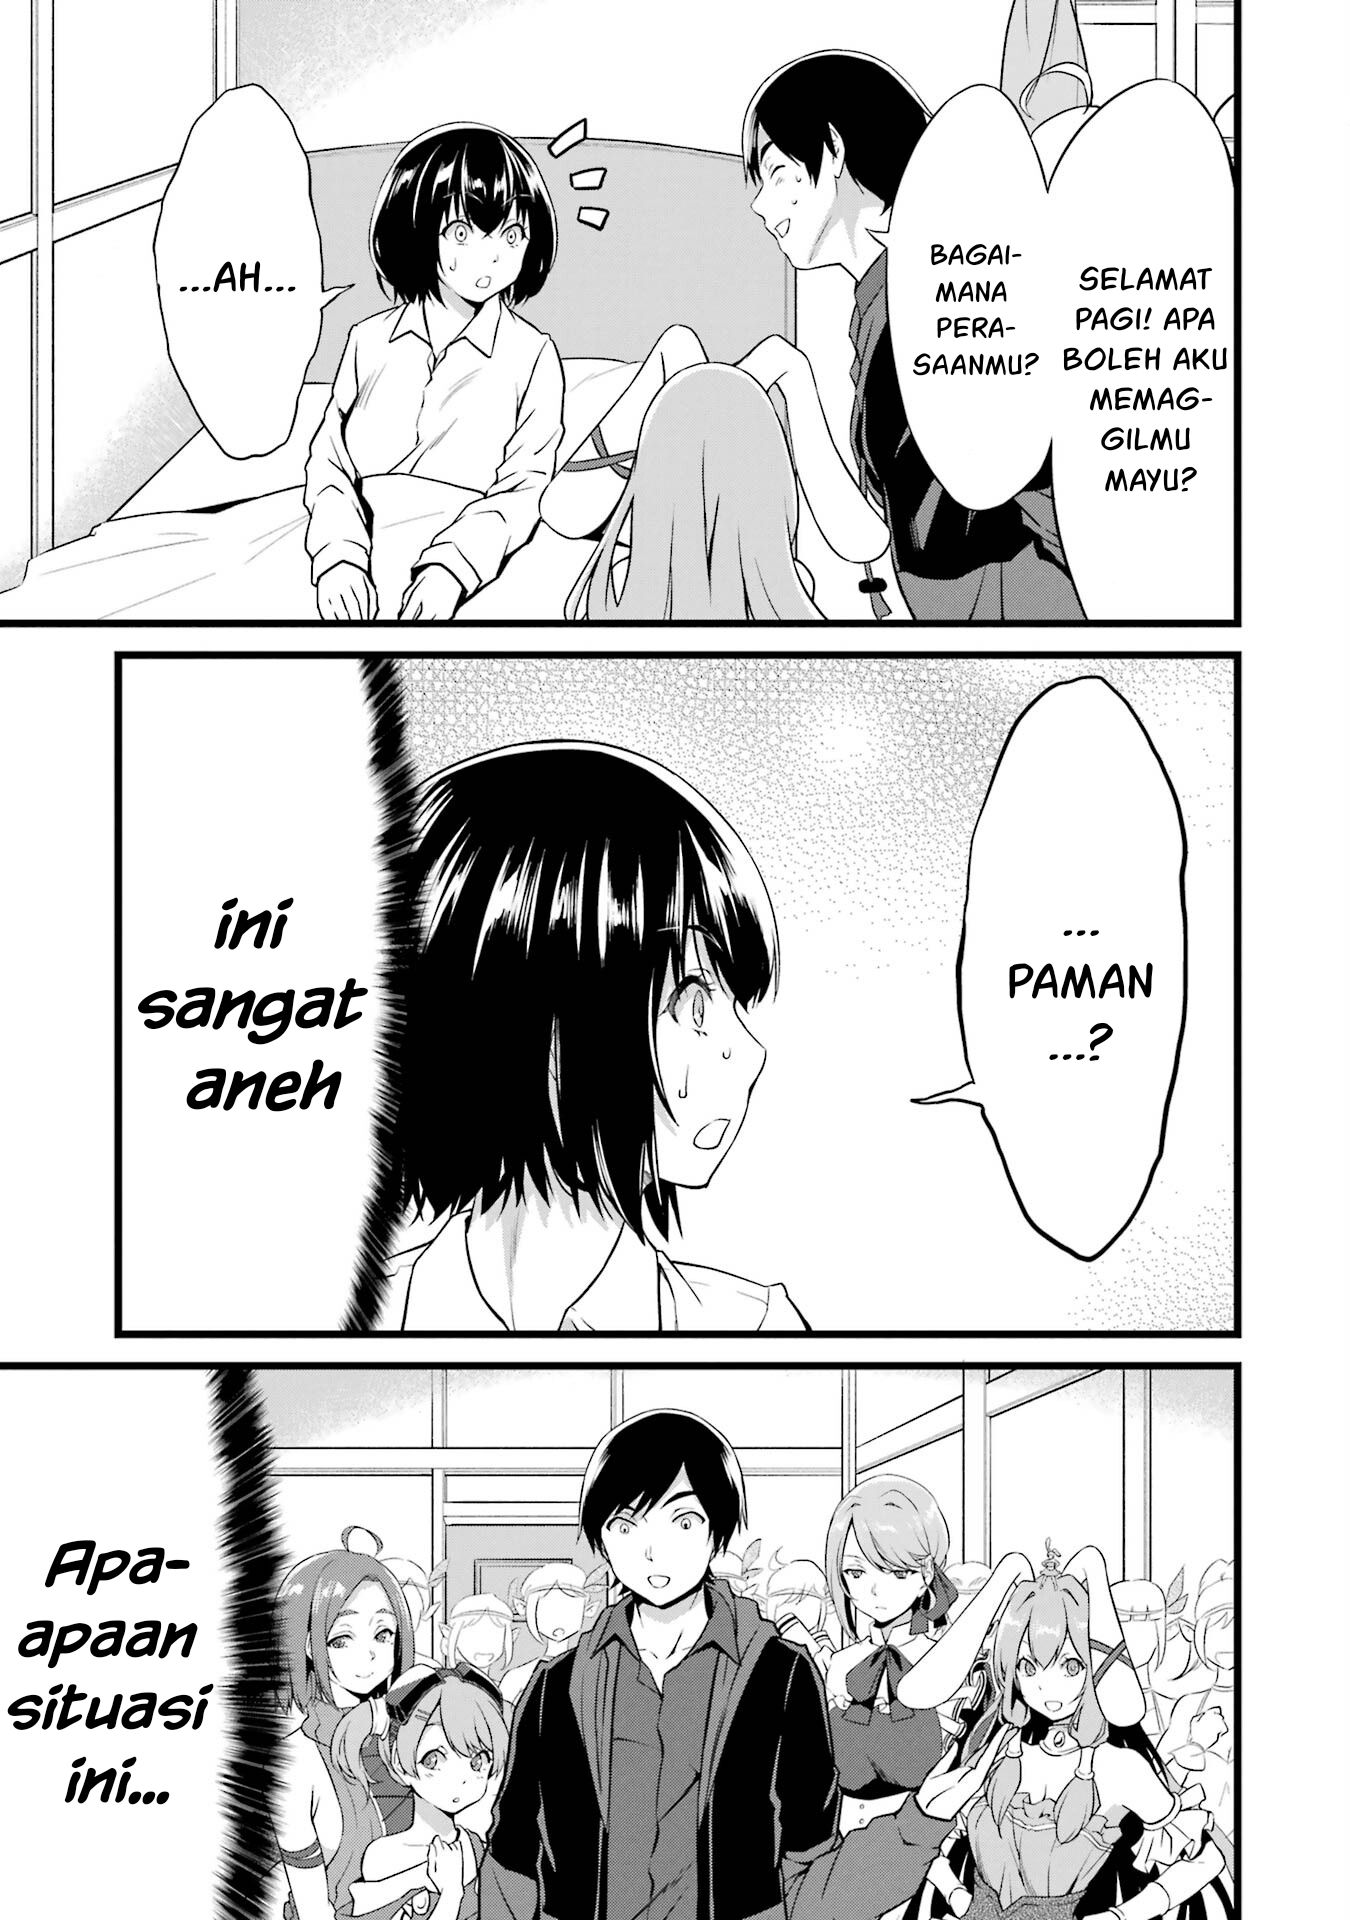 SELAMAT
PAGI! APA
BOLEH AKU
MEMAG-
GILMU
MAYU?
BAGAI-
MANA
PERA-
SAANMU?
...AH...
...
PAMAN
...?
ini
sangat
aneh
Apa-
apaan
situasi
ini...